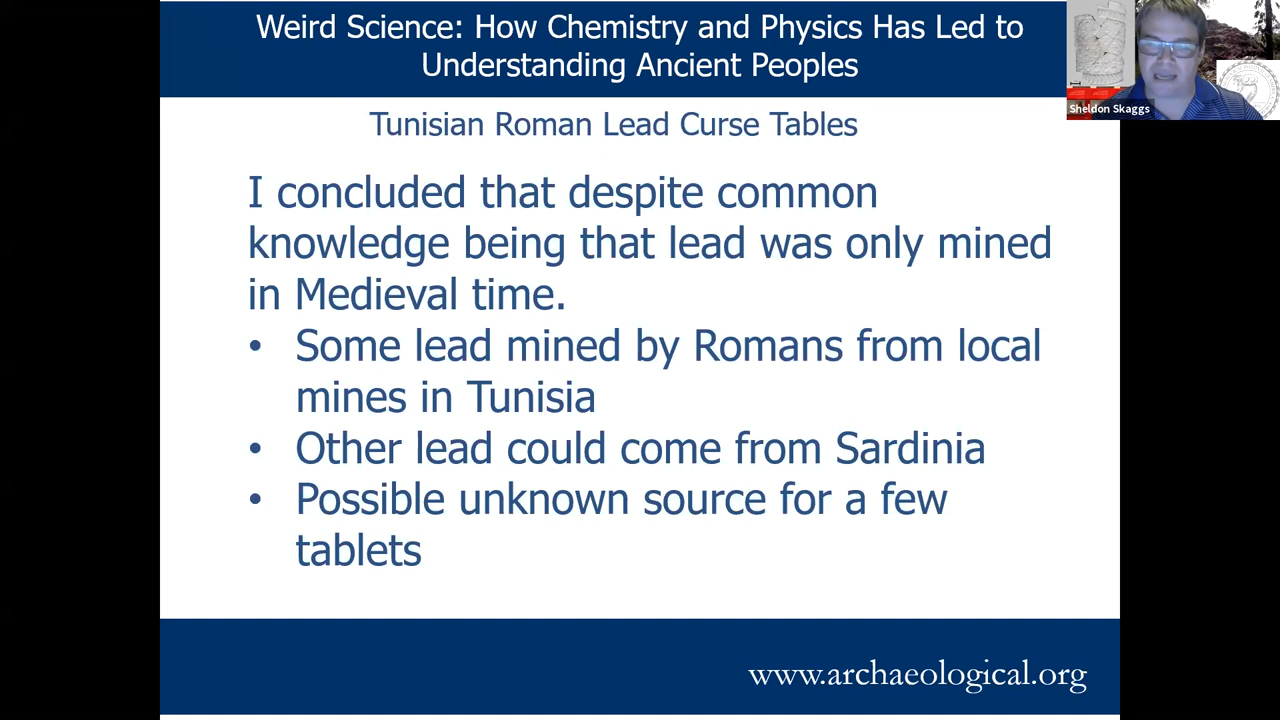 Weird Science: How Chemistry and Physics Has Led to
Understanding Ancient Peoples
Sheldon Skaggs
Tunisian Roman Lead Curse Tables
I concluded that despite common
knowledge being that lead was only mined
in Medieval time.
• Some lead mined by Romans from local
mines in Tunisia
• Other lead could come from Sardinia
• Possible unknown source for a few
tablets
www.archaeological.org